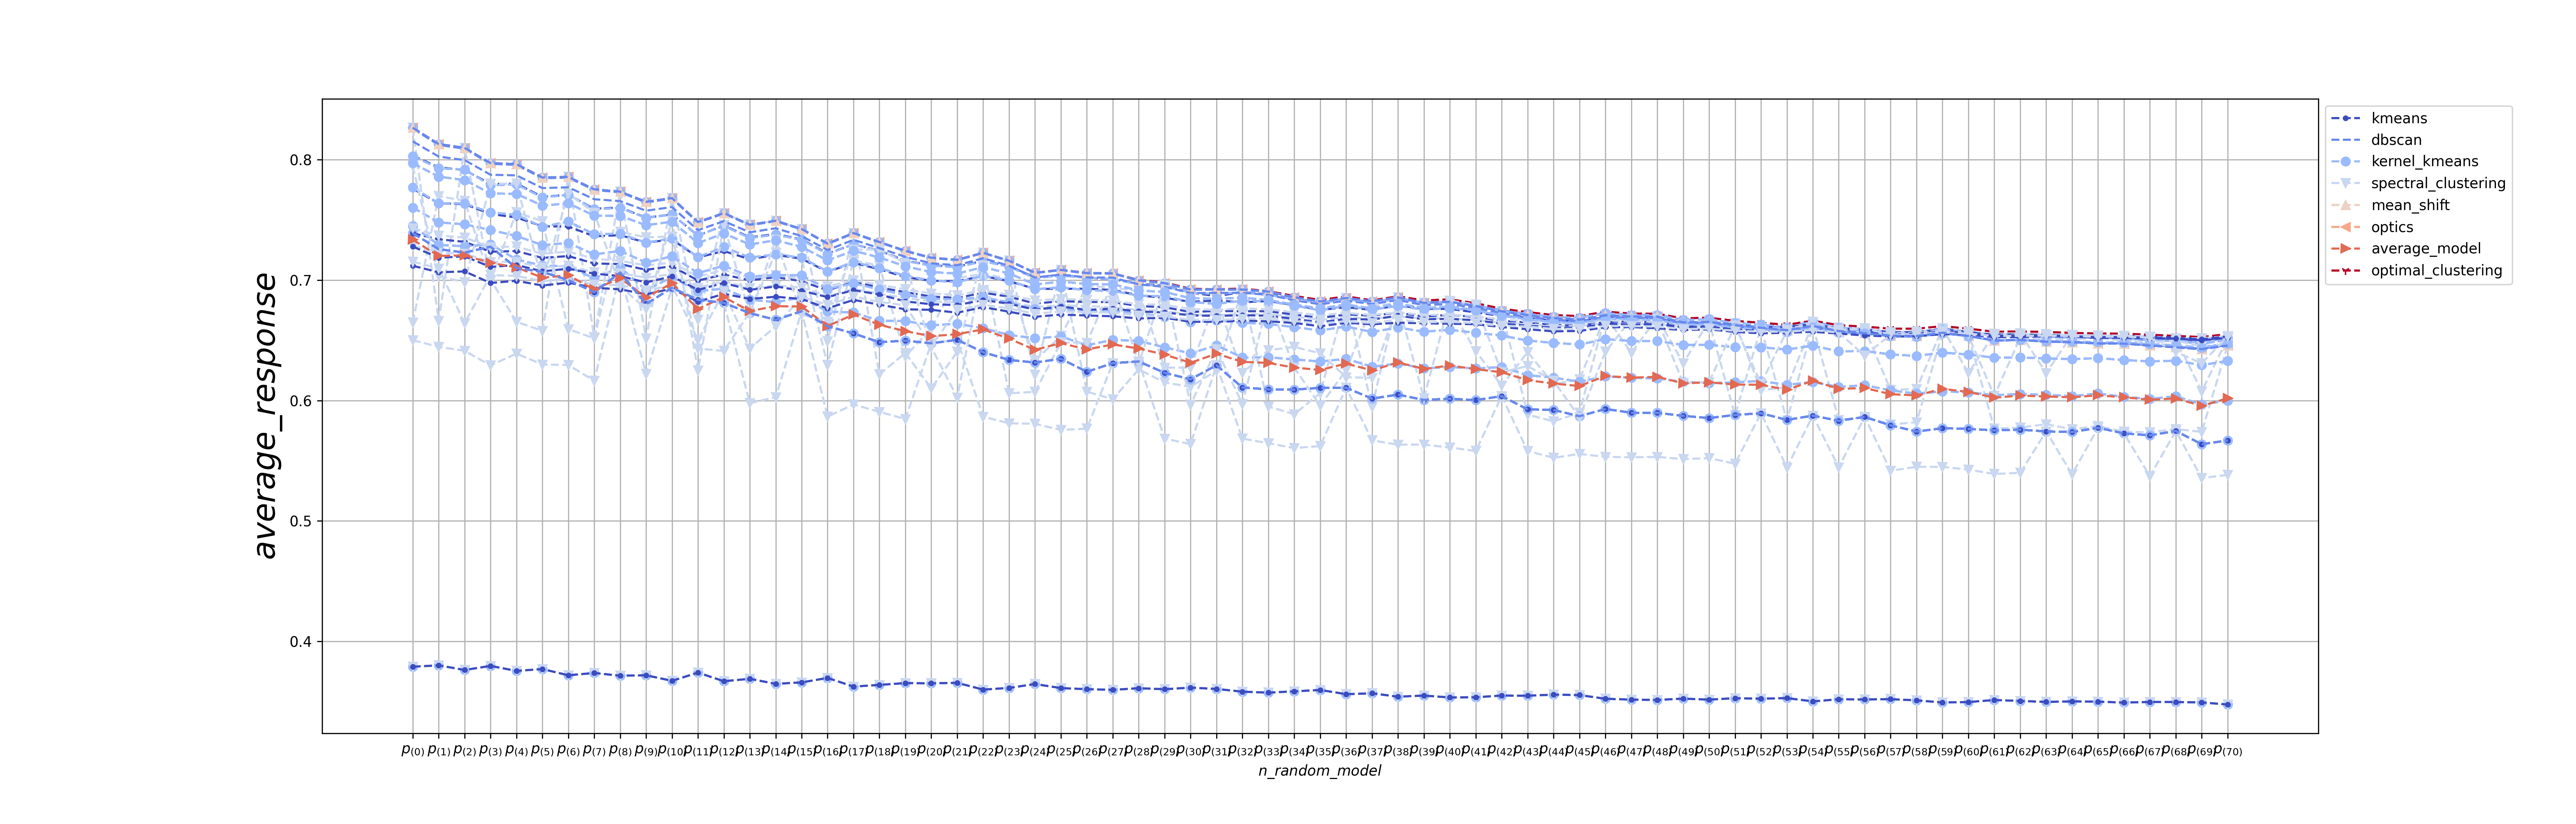 average_response
0.8
0.7
0.6
0.5
0.4
kmeans
dbscan
kernel_kmeans
spectral_clustering
mean_shift
optics
average_model
optimal_clustering
p(0) p(1) p(2) p(3) p(4) p(5) p(6) p(7) p(8) p(9) p(10) p(11) p(12) p(13) p(14) p(15) p(16) p(17) p(18) p(19) p(20) p(21) p(22) p(23) p(24) p(25) p(26) p(27) p(28) p(29) p(30) p(31) p(32) p(33) p(34) p(35) p(36) p(37) p(38) p(39) p(40) p(41) p(42) p(43) p(44) p(45) p(46) p(47) p(48) p(49) p(50) p(51) p(52) p(53) p(54) p(55) p(56) p(57) p(58) p(59) p(60) p(61) p(62) p(63) p(64) p(65) p(66) p(67) p(68) p(69) p(70)
n_random_model